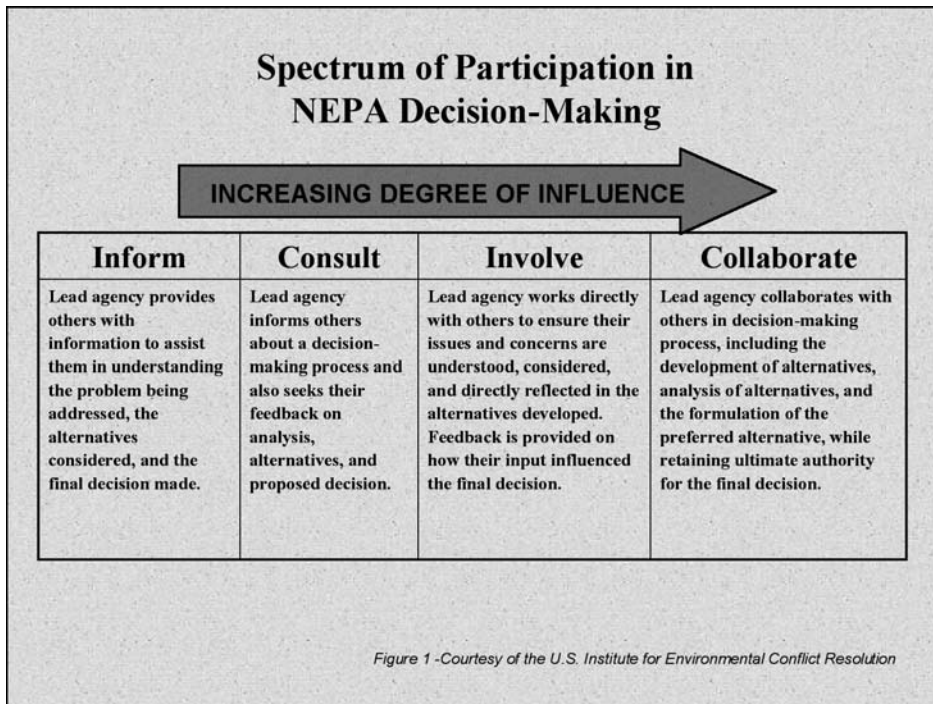 Spectrum of Participation in
NEPA Decision-Making
INCREASING DEGREE OF INFLUENCE
Inform
Lead agency provides
others with
information to assist
them in understanding
the problem being
addressed, the
alternatives
considered, and the
final decision made.
Consult
Lead agency
informs others
about a decision-
making process and
also seeks their
feedback on
analysis,
alternatives, and
proposed decision.
Involve
Lead agency works directly
with others to ensure their
issues and concerns are
understood, considered,
and directly reflected in the
alternatives developed.
Feedback is provided on
how their input influenced
the final decision.
Collaborate
Lead agency collaborates with
others in decision-making
process, including the
development of alternatives,
analysis of alternatives, and
the formulation of the
preferred alternative, while
retaining ultimate authority
for the final decision.
Figure 1 -Courtesy of the U.S. Institute for Environmental Conflict Resolution